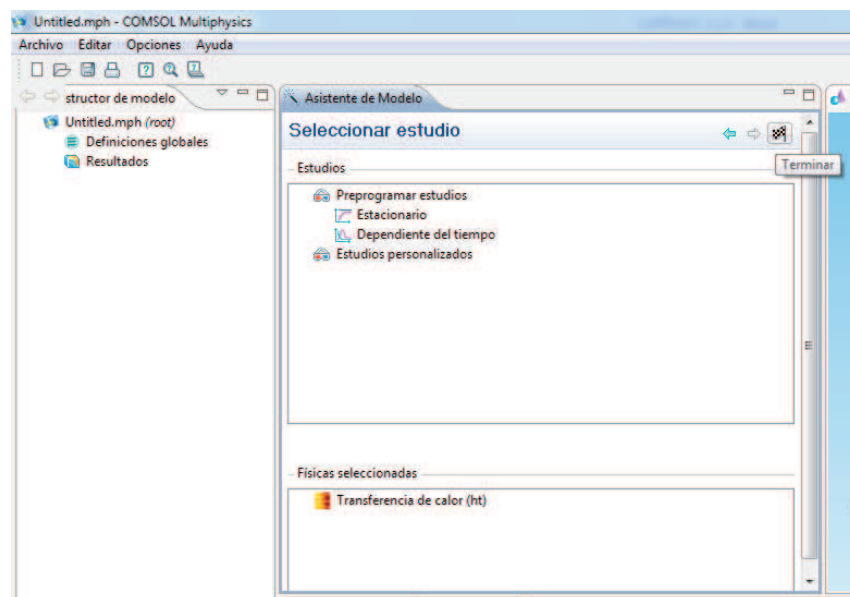 Untitled.mph - COMSOL Multiphysics
Archivo Editar Opciones Ayuda
structor de modelo
Untitled.mph (root)
Definiciones globales
Resultados
Asistente de Modelo
Seleccionar estudio
Terminar
Estudios
Preprogramar estudios
Estacionario
Dependiente del tiempo
Estudios personalizados
Físicas seleccionadas
Transferencia de calor (ht)